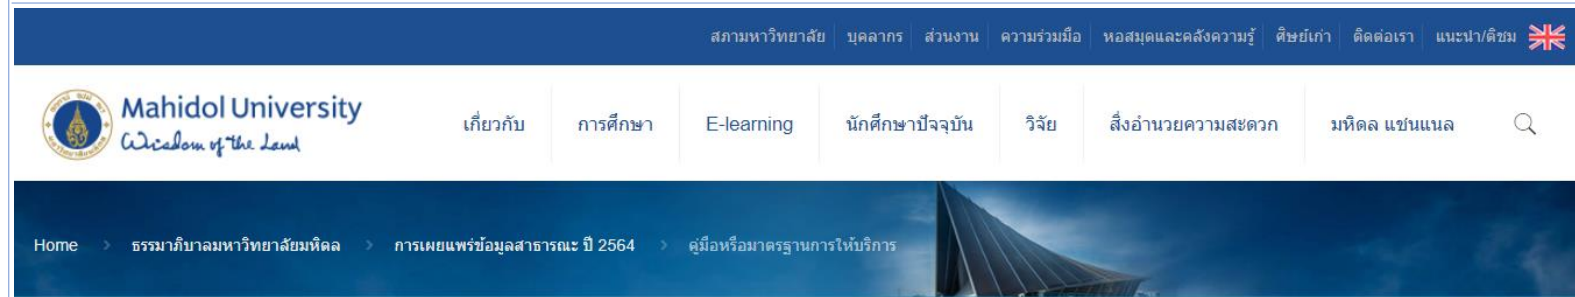 สภามหาวิทยาลัย บุคลากร ส่วนงาน ความร่วมมือ หอสมุดและคลังความรู้ ศิษย์เก่า ติดต่อเรา แนะนำ/ติชม
Mahidol University
Wisdom of the Land
เกี่ยวกับ การศึกษา E-learning นักศึกษาปัจจุบัน วิจัย สิ่งอำนวยความสะดวก มหิดล แชนแนล
Home > ธรรมาภิบาลมหาวิทยาลัยมหิดล > การเผยแพร่ข้อมูลสาธารณะ ปี 2564 > คู่มือหรือมาตรฐานการให้บริการ